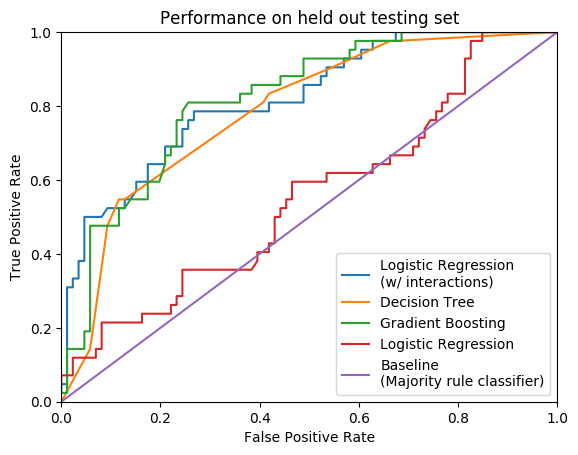 Performance on held out testing set
1.0
0.8
0.6
0.4
0.2
0.0
True Positive Rate
0.0 0.2 0.4 0.6 0.8 1.0
False Positive Rate
Logistic Regression
(w/ interactions)
Decision Tree
Gradient Boosting
Logistic Regression
Baseline
(Majority rule classifier)